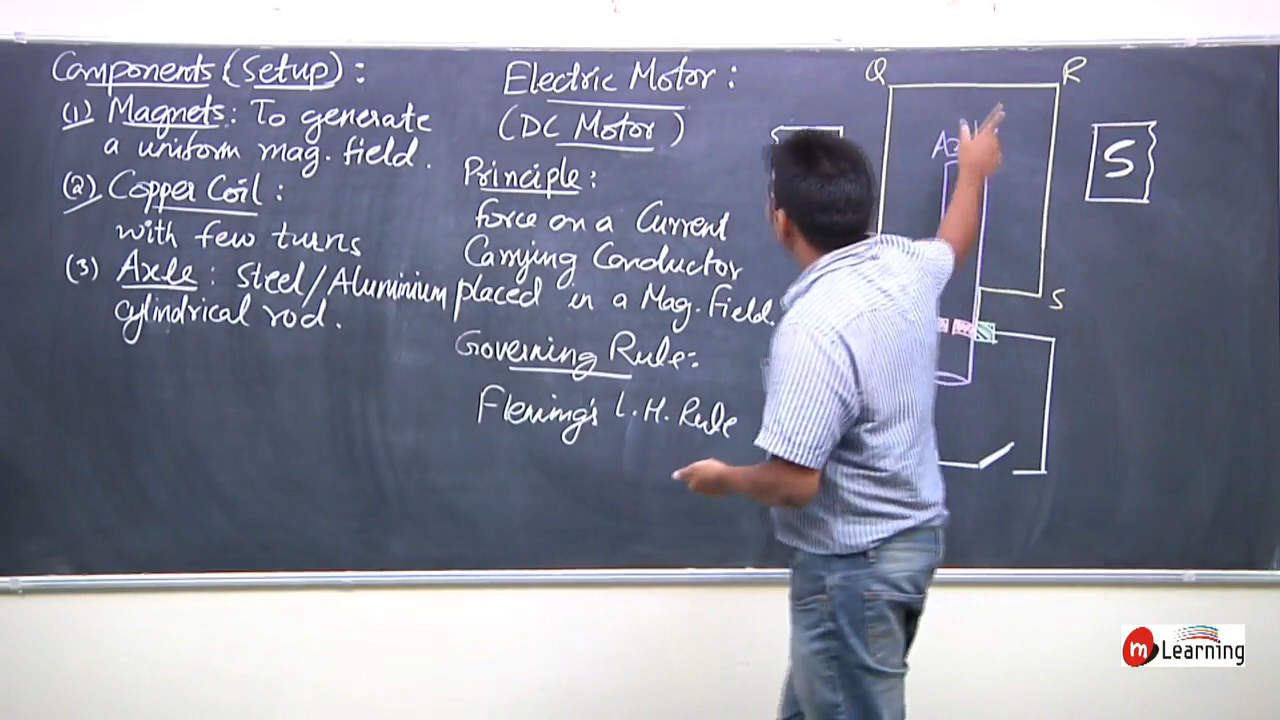 Components (Setup) :
(1) Magnets : To generate
a uniform mag. field.
(2) Copper Coil :
with few turns
(3) Axle : Steel/Aluminium
cylindrical rod.
Electric Motor :
(DC Motor)
Principle :
force on a Current
Carrying Conductor
placed in a Mag. Field.
Governing Rule :
Fleming's L.H. Rule
Q
R
S
S
m Learning